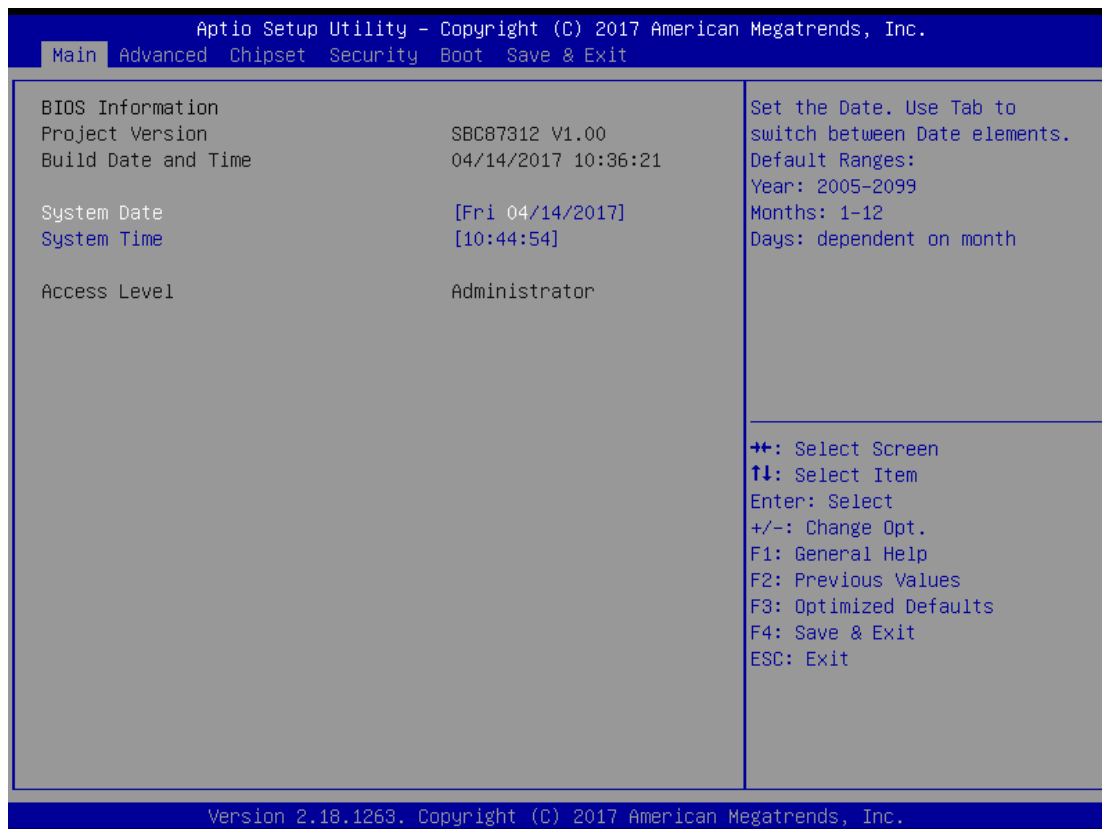 Aptio Setup Utility – Copyright (C) 2017 American Megatrends, Inc.
Main Advanced Chipset Security Boot Save & Exit
BIOS Information
Project Version SBC87312 V1.00
Build Date and Time 04/14/2017 10:36:21
System Date [Fri 04/14/2017]
System Time [10:44:54]
Access Level Administrator
Set the Date. Use Tab to
switch between Date elements.
Default Ranges:
Year: 2005-2099
Months: 1-12
Days: dependent on month
→←: Select Screen
↑↓: Select Item
Enter: Select
+/-: Change Opt.
F1: General Help
F2: Previous Values
F3: Optimized Defaults
F4: Save & Exit
ESC: Exit
Version 2.18.1263. Copyright (C) 2017 American Megatrends, Inc.